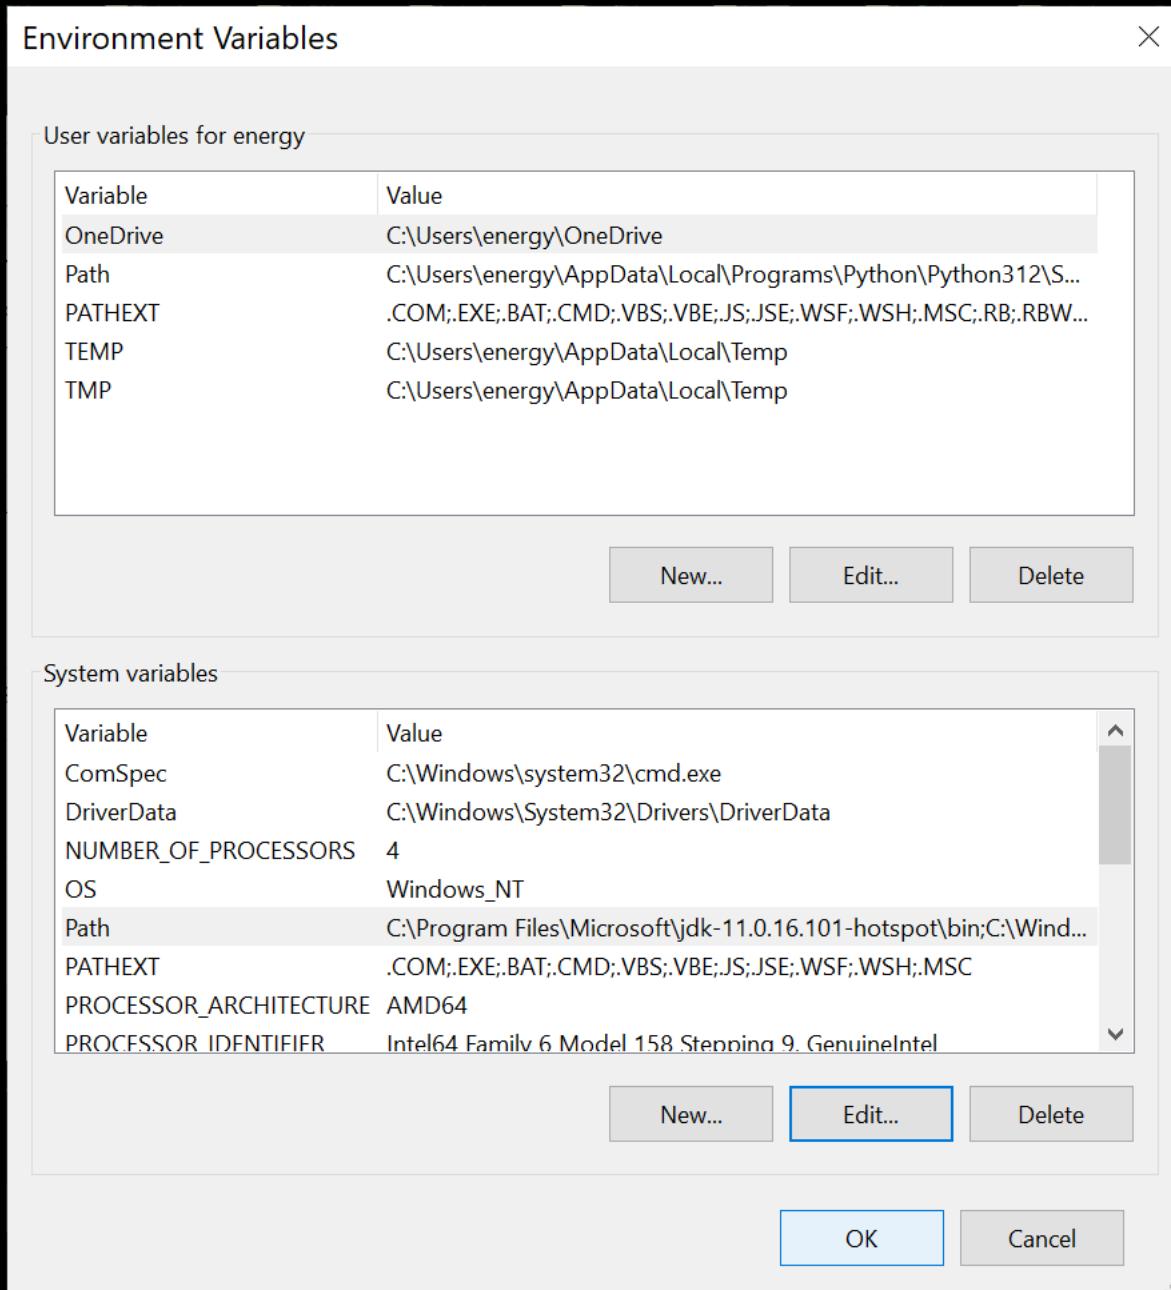 Environment Variables
User variables for energy
Variable Value
OneDrive C:\Users\energy\OneDrive
Path C:\Users\energy\AppData\Local\Programs\Python\Python312\S...
PATHEXT .COM;.EXE;.BAT;.CMD;.VBS;.VBE;.JS;.JSE;.WSF;.WSH;.MSC;.RB;.RBW...
TEMP C:\Users\energy\AppData\Local\Temp
TMP C:\Users\energy\AppData\Local\Temp
New... Edit... Delete
System variables
Variable Value
ComSpec C:\Windows\system32\cmd.exe
DriverData C:\Windows\System32\Drivers\DriverData
NUMBER_OF_PROCESSORS 4
OS Windows_NT
Path C:\Program Files\Microsoft\jdk-11.0.16.101-hotspot\bin;C:\Wind...
PATHEXT .COM;.EXE;.BAT;.CMD;.VBS;.VBE;.JS;.JSE;.WSF;.WSH;.MSC
PROCESSOR_ARCHITECTURE AMD64
PROCESSOR_IDENTIFIER Intel64 Family 6 Model 158 Stepping 9, GenuineIntel
New... Edit... Delete
OK Cancel